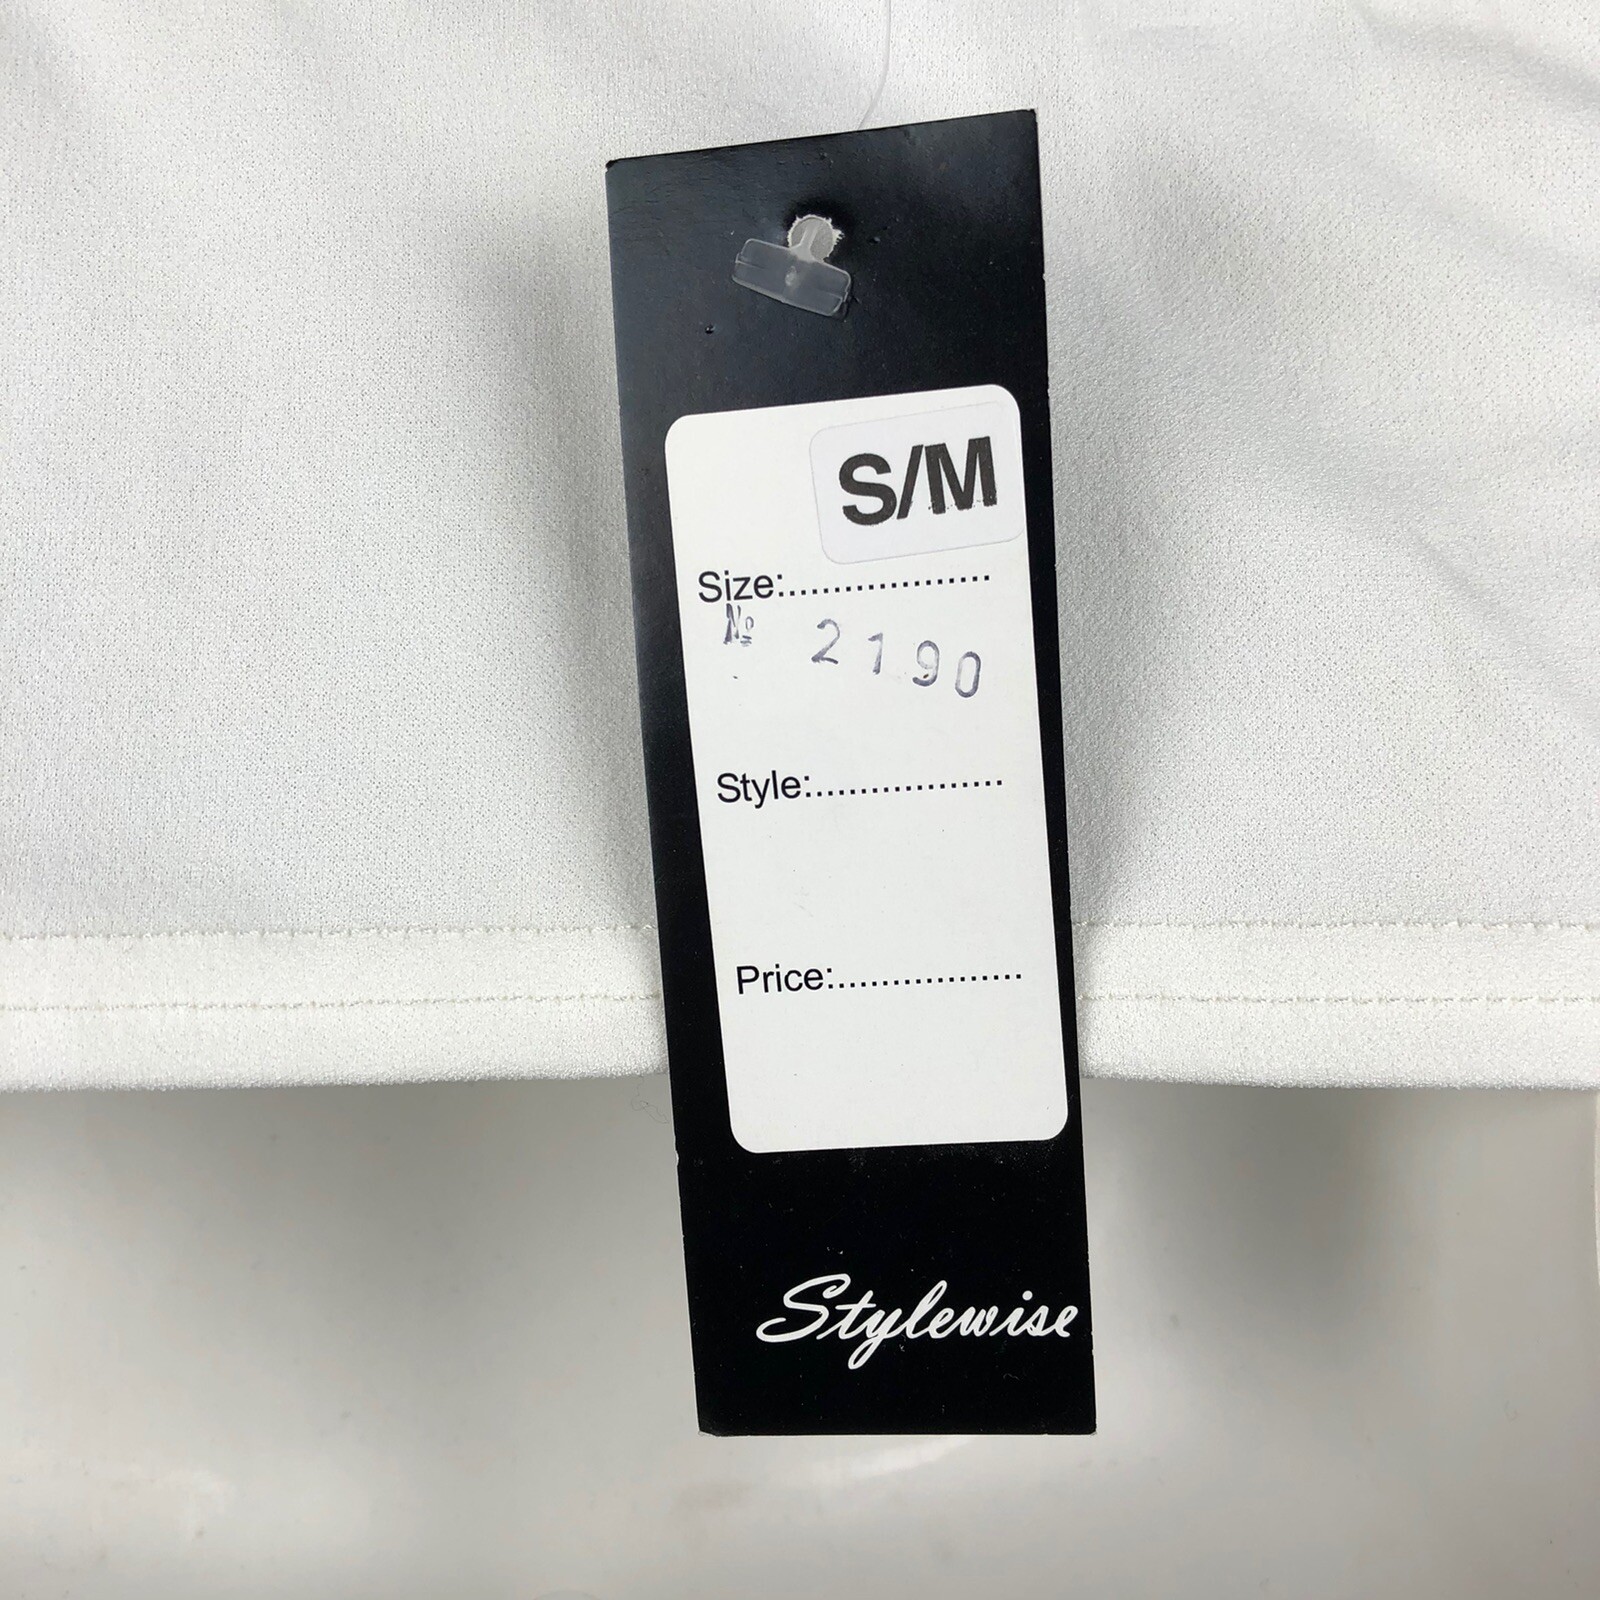 S/M
Size:...................
№ 2190
Style:..................
Price:..................
Stylewise